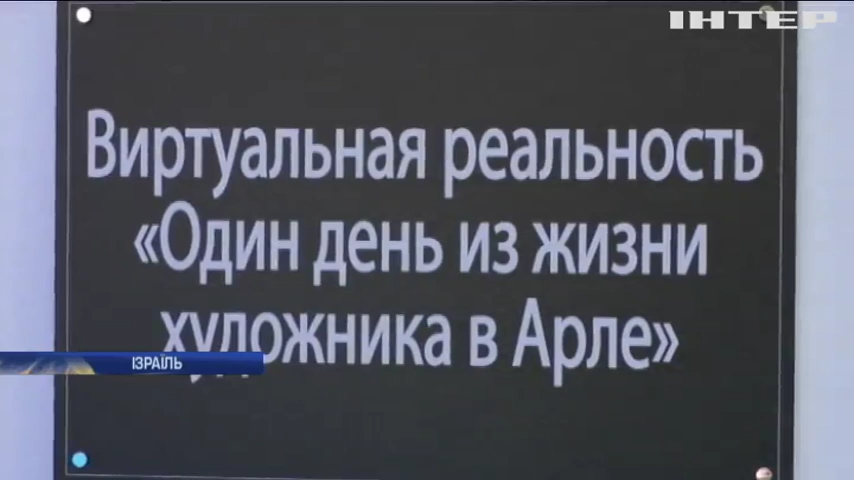 ІНТЕР
Виртуальная реальность
«Один день из жизни
художника в Арле»
ІЗРАЇЛЬ